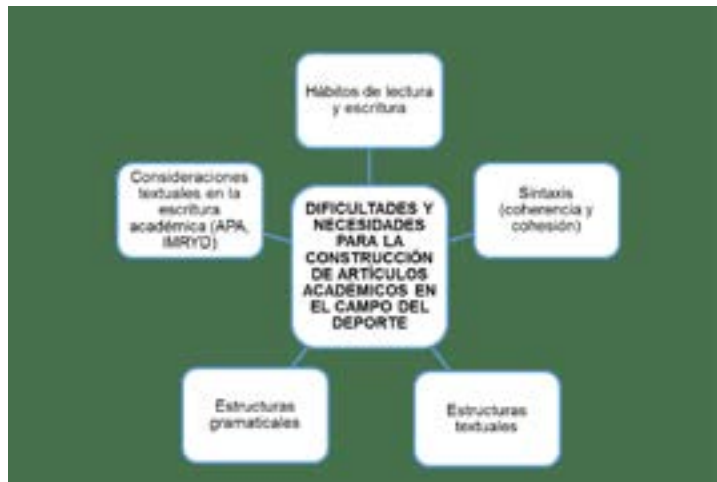 Hábitos de lectura
y escritura
Consideraciones
textuales en la
escritura
académica (APA,
IMRYD)
DIFICULTADES Y
NECESIDADES
PARA LA
CONSTRUCCIÓN
DE ARTÍCULOS
ACADEMICOS EN
EL CAMPO DEL
DEPORTE
Sintaxis
(coherencia y
cohesión)
Estructuras
gramaticales
Estructuras
textuales